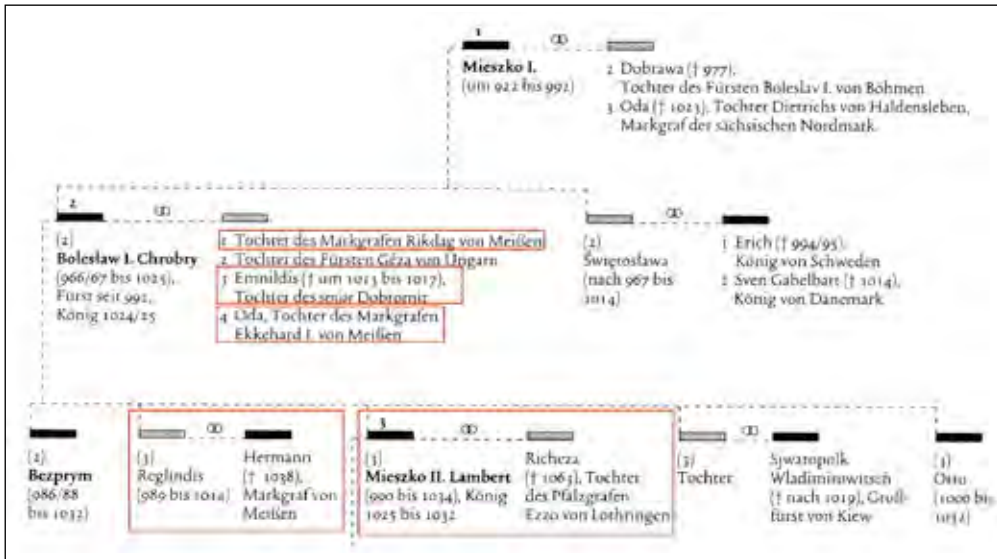 1
Mieszko I.
(um 922 bis 992)
2 Dobrawa († 977),
Tochter des Fürsten Boleslav I. von Böhmen
3 Oda († 1023), Tochter Dietrichs von Haldensleben,
Markgraf der sächsischen Nordmark
2
(2)
Bolesław I. Chrobry
(966/67 bis 1025),
Fürst seit 992,
König 1024/25
1 Tochter des Markgrafen Rikdag von Meißen
2 Tochter des Fürsten Géza von Ungarn
3 Emnildis († um 1013 bis 1017),
Tochter des senior Dobromir
4 Oda, Tochter des Markgrafen
Ekkehard I. von Meißen
(2)
Świętosława
(nach 967 bis
1014)
1 Erich († 994/95),
König von Schweden
2 Sven Gabelbart († 1014),
König von Dänemark
(2)
Bezprym
(986/88
bis 1032)
(3)
Reglindis
(989 bis 1014)
Hermann
(† 1038),
Markgraf von
Meißen
3
(3)
Mieszko II. Lambert
(990 bis 1034), König
1025 bis 1032
Richeza
(† 1063), Tochter
des Pfalzgrafen
Ezzo von Lothringen
(3)
Tochter
Sjwatopolk
Wladimirowitsch
(† nach 1019), Groß-
fürst von Kiew
(3)
Otto
(1000 bis
1032)